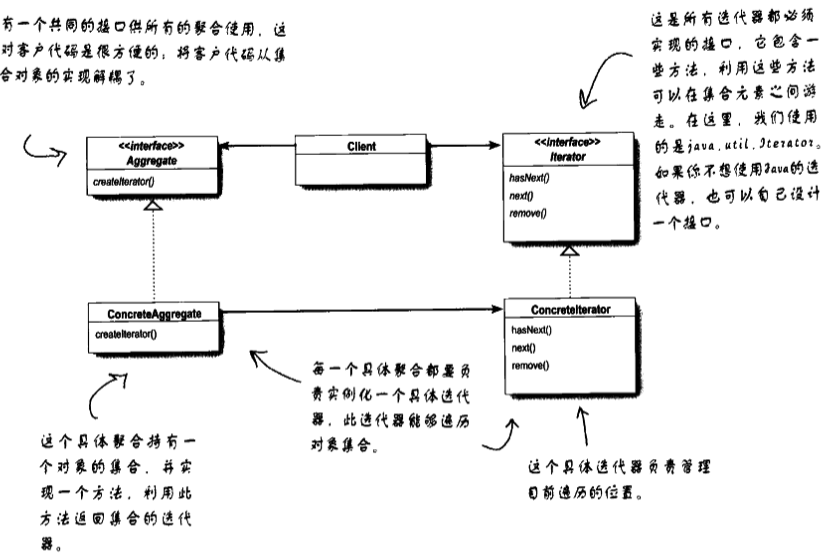 有一个共同的接口供所有的聚合使用，这
对客户代码是很方便的，将客户代码从集
合对象的实现解耦了。
这是所有迭代器都必须
实现的接口，它包含一
些方法，利用这些方法
可以在集合元素之间游
走。在这里，我们使用
的是java.util.Iterator。
如果你不想使用Java的迭
代器，也可以自己设计
一个接口。
<<interface>>
Aggregate
createIterator()
Client
<<interface>>
Iterator
hasNext()
next()
remove()
ConcreteAggregate
createIterator()
ConcreteIterator
hasNext()
next()
remove()
每一个具体聚合都要负
责实例化一个具体迭代
器，此迭代器能够遍历
对象集合。
这个具体聚合持有一
个对象的集合，并实
现一个方法，利用此
方法返回集合的迭代
器。
这个具体迭代器负责管理
目前遍历的位置。